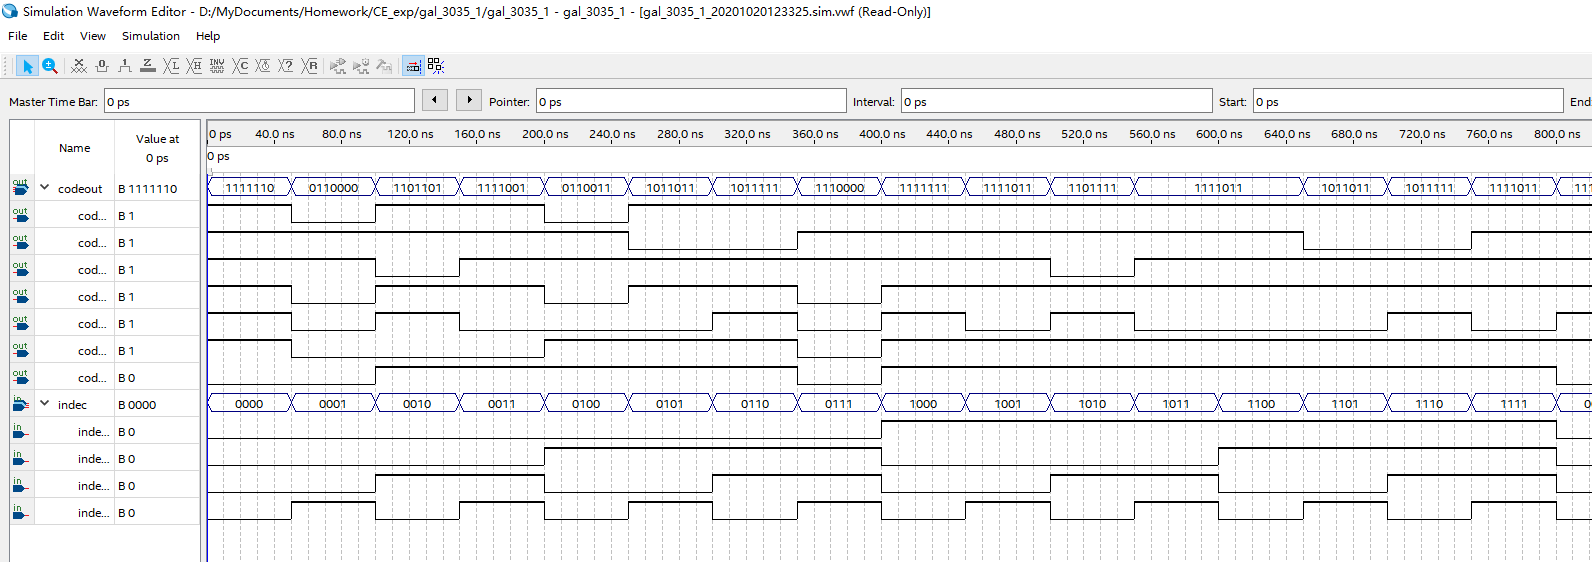 Simulation Waveform Editor - D:/MyDocuments/Homework/CE_exp/gal_3035_1/gal_3035_1 - gal_3035_1 - [gal_3035_1_20201020123325.sim.vwf (Read-Only)]
File Edit View Simulation Help
Master Time Bar: 0 ps Pointer: 0 ps Interval: 0 ps Start: 0 ps End:
Name Value at 0 ps
0 ps 40.0 ns 80.0 ns 120.0 ns 160.0 ns 200.0 ns 240.0 ns 280.0 ns 320.0 ns 360.0 ns 400.0 ns 440.0 ns 480.0 ns 520.0 ns 560.0 ns 600.0 ns 640.0 ns 680.0 ns 720.0 ns 760.0 ns 800.0 ns
0 ps
out codeout B 1111110 1111110 0110000 1101101 1111001 0110011 1011011 1011111 1110000 1111111 1111011 1101111 1111011 1011011 1011111 1111011 111
out cod... B 1
out cod... B 1
out cod... B 1
out cod... B 1
out cod... B 1
out cod... B 1
out cod... B 0
in indec B 0000 0000 0001 0010 0011 0100 0101 0110 0111 1000 1001 1010 1011 1100 1101 1110 1111 0
in inde... B 0
in inde... B 0
in inde... B 0
in inde... B 0